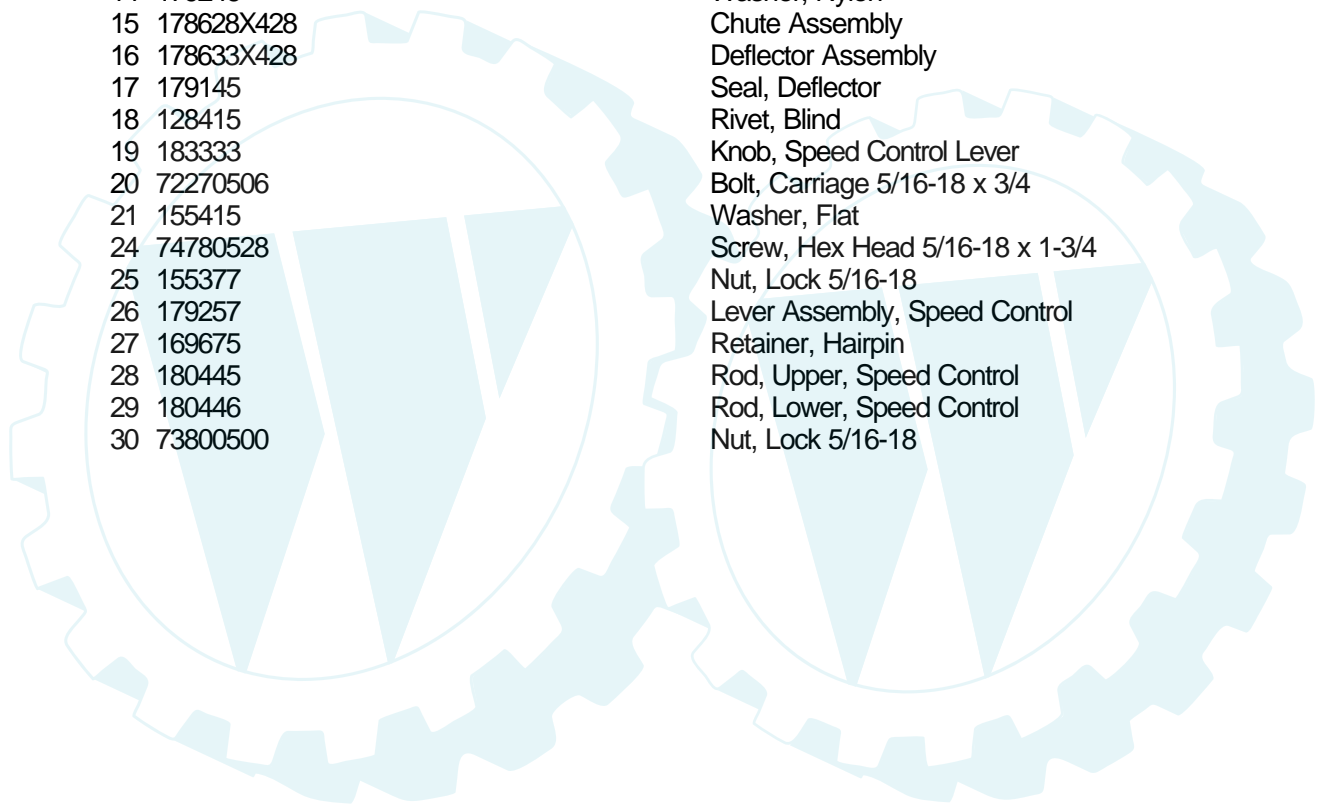 15 178628X428 Chute Assembly
16 178633X428 Deflector Assembly
17 179145 Seal, Deflector
18 128415 Rivet, Blind
19 183333 Knob, Speed Control Lever
20 72270506 Bolt, Carriage 5/16-18 x 3/4
21 155415 Washer, Flat
24 74780528 Screw, Hex Head 5/16-18 x 1-3/4
25 155377 Nut, Lock 5/16-18
26 179257 Lever Assembly, Speed Control
27 169675 Retainer, Hairpin
28 180445 Rod, Upper, Speed Control
29 180446 Rod, Lower, Speed Control
30 73800500 Nut, Lock 5/16-18